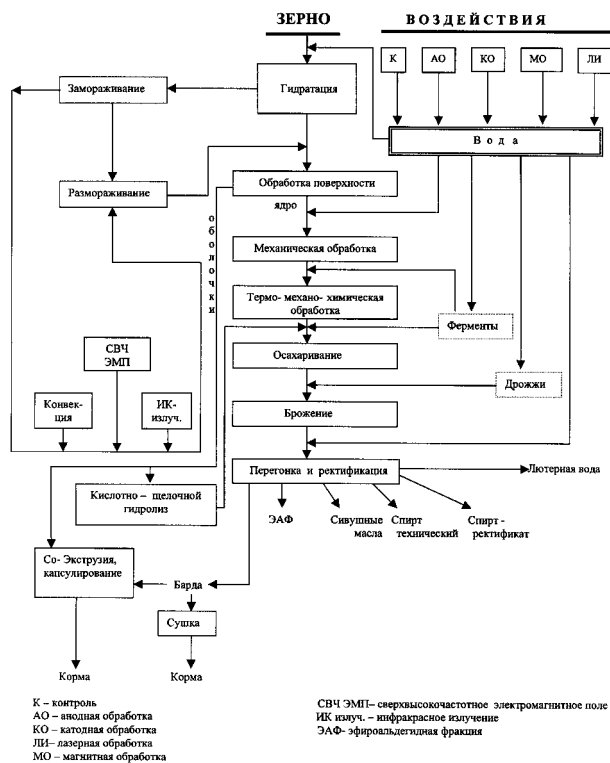 ЗЕРНО
ВОЗДЕЙСТВИЯ
К
АО
КО
МО
ЛИ
Замораживание
Гидратация
Вода
Размораживание
Обработка поверхности
ядро
оболочки
Механическая обработка
Термо- механо- химическая
обработка
Ферменты
СВЧ
ЭМП
Осахаривание
Дрожжи
Конвек-
ция
ИК-
излуч.
Брожение
Перегонка и ректификация
Лютерная вода
Кислотно – щелочной
гидролиз
ЭАФ
Сивушные
масла
Спирт
технический
Спирт -
ректификат
Со- Экструзия,
капсулирование
Барда
Сушка
Корма
Корма
К – контроль
АО – анодная обработка
КО – катодная обработка
ЛИ– лазерная обработка
МО – магнитная обработка
СВЧ ЭМП– сверхвысокочастотное электромагнитное поле
ИК излуч. – инфракрасное излучение
ЭАФ- эфироальдегидная фракция